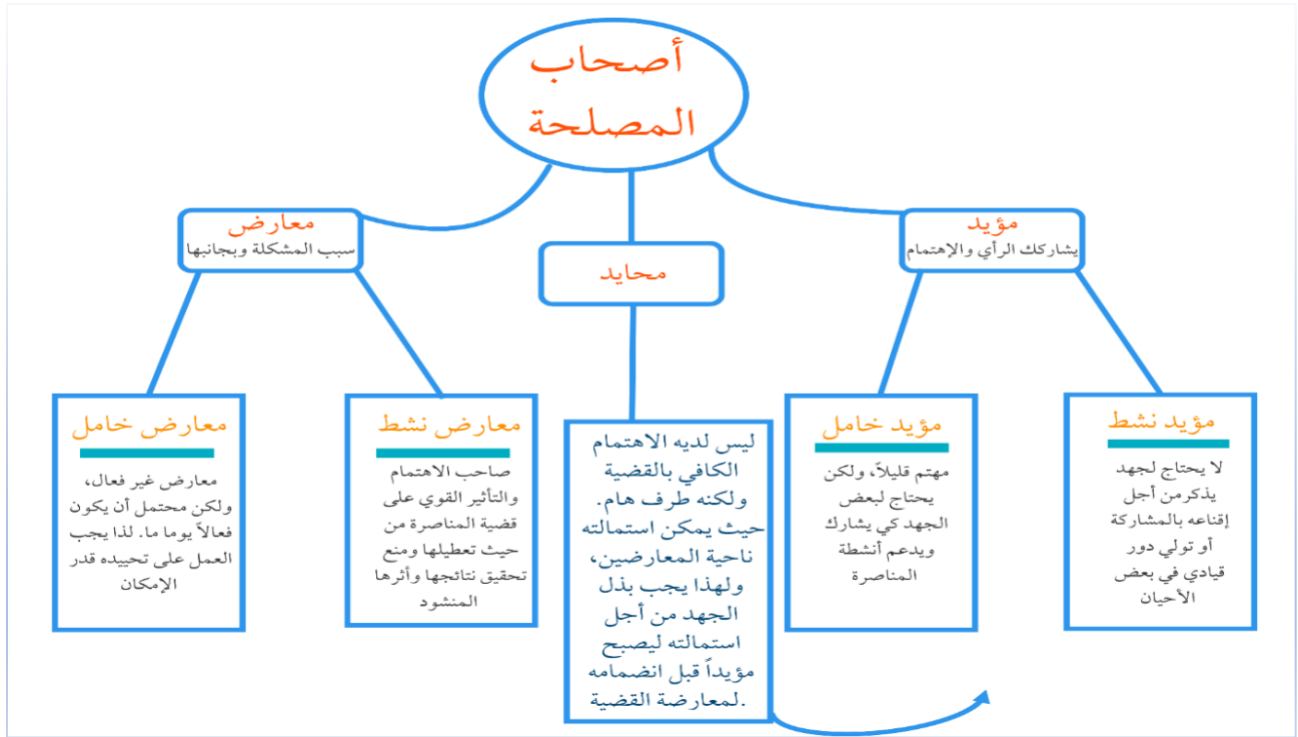 أصحاب
المصلحة
مؤيد
يشاركك الرأي والإهتمام
محايد
معارض
سبب المشكلة وبجانبها
مؤيد نشط
لا يحتاج لجهد
يذكرمن أجل
إقناعه بالمشاركة
أو تولي دور
قيادي في بعض
الأحيان
مؤيد خامل
مهتم قليلاً، ولكن
يحتاج لبعض
الجهد كي يشارك
ويدعم أنشطة
المناصرة
ليس لديه الاهتمام
الكافي بالقضية
ولكنه طرف هام.
حيث يمكن استمالته
ناحية المعارضين،
ولهذا يجب بذل
الجهد من أجل
استمالته ليصبح
مؤيداً قبل انضمامه
.لمعارضة القضية
معارض نشط
صاحب الاهتمام
والتأثير القوي على
قضية المناصرة من
حيث تعطيلها ومنع
تحقيق نتائجها وأثرها
المنشود
معارض خامل
معارض غير فعال،
ولكن محتمل أن يكون
فعالاً يوما ما. لذا يجب
العمل على تحييده قدر
الإمكان